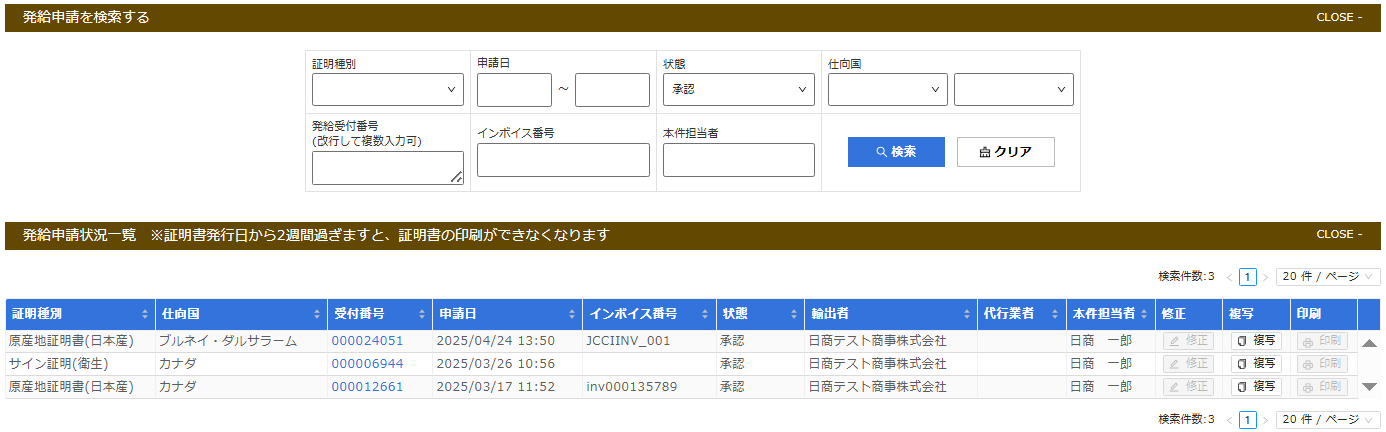 発給申請を検索する CLOSE -
証明種別 申請日 状態 仕向国
～ 承認
発給受付番号
(改行して複数入力可) インボイス番号 本件担当者
検索 クリア
発給申請状況一覧　※証明書発行日から2週間過ぎますと、証明書の印刷ができなくなります CLOSE -
検索件数:3 < 1 > 20 件 / ページ
証明種別 仕向国 受付番号 申請日 インボイス番号 状態 輸出者 代行業者 本件担当者 修正 複写 印刷
原産地証明書(日本産) ブルネイ・ダルサラーム 000024051 2025/04/24 13:50 JCCIINV_001 承認 日商テスト商事株式会社 日商　一郎 修正 複写 印刷
サイン証明(衛生) カナダ 000006944 2025/03/26 10:56 承認 日商テスト商事株式会社 日商　一郎 修正 複写 印刷
原産地証明書(日本産) カナダ 000012661 2025/03/17 11:52 inv000135789 承認 日商テスト商事株式会社 日商　一郎 修正 複写 印刷
検索件数:3 < 1 > 20 件 / ページ